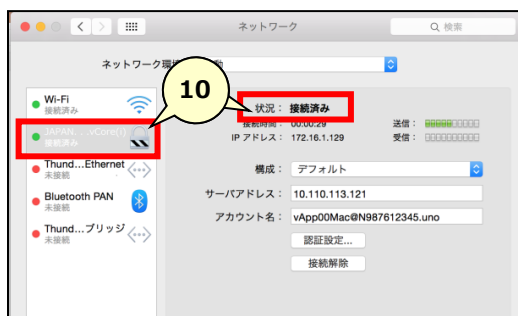 ネットワーク
検索
ネットワーク環
動
10
Wi-Fi
接続済み
JAPAN...vCore(i)
接続済み
Thund...Ethernet
未接続
Bluetooth PAN
未接続
Thund...ブリッジ
未接続
状況： 接続済み
接続時間： 00:00:29
送信：
IP アドレス： 172.16.1.129
受信：
構成： デフォルト
サーバアドレス： 10.110.113.121
アカウント名： vApp00Mac@N987612345.uno
認証設定...
接続解除